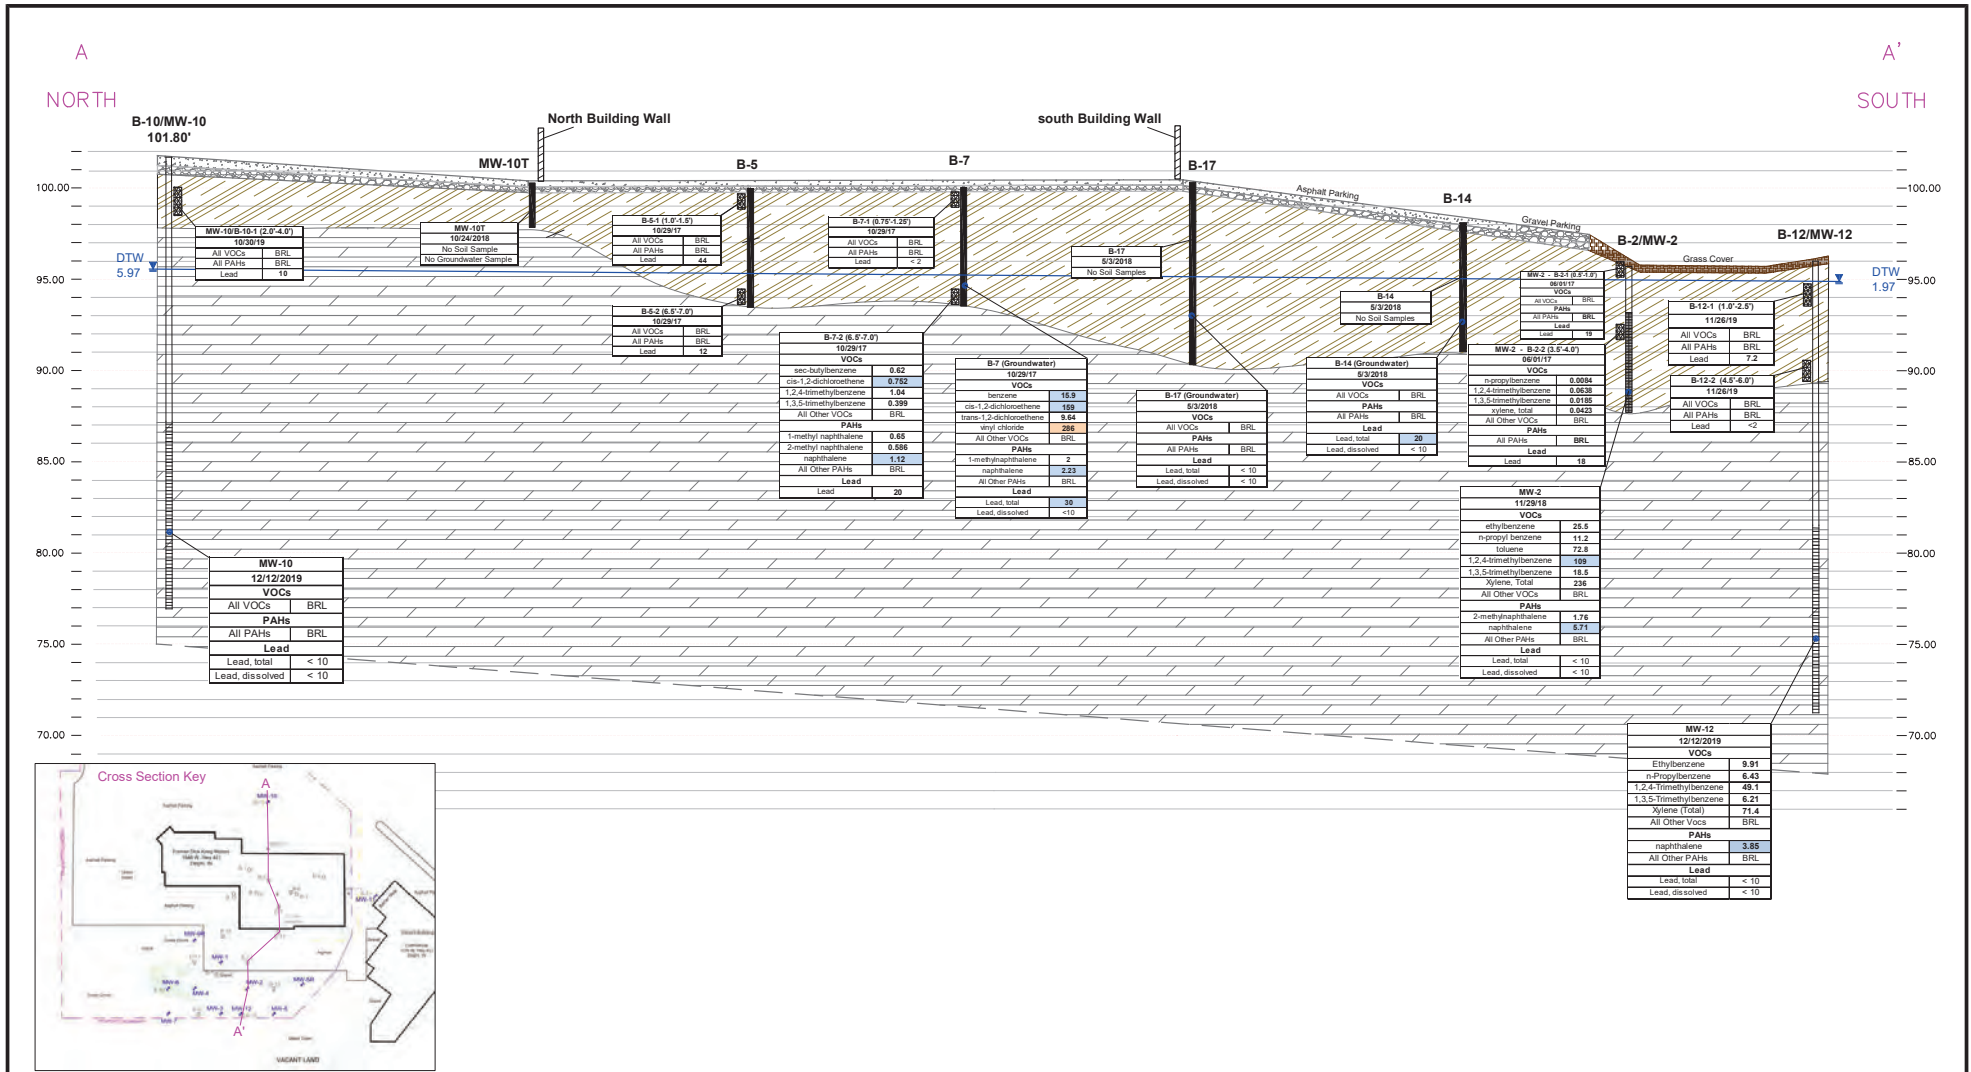 A
A'
NORTH
SOUTH
B-10/MW-10
101.80'
North Building Wall
south Building Wall
MW-10T
B-5
B-7
B-17
B-14
B-2/MW-2
B-12/MW-12
Asphalt Parking
Gravel Parking
Grass Cover
100.00
95.00
90.00
85.00
80.00
75.00
70.00
100.00
95.00
90.00
85.00
80.00
75.00
70.00
DTW
5.97
DTW
1.97
MW-10/B-10-1 (2.0'-4.0')
10/30/19
All VOCs BRL
All PAHs BRL
Lead 10
MW-10T
10/24/2018
No Soil Sample
No Groundwater Sample
B-5-1 (1.0'-1.5')
10/29/17
All VOCs BRL
All PAHs BRL
Lead 44
B-7-1 (0.75'-1.25')
10/29/17
All VOCs BRL
All PAHs BRL
Lead < 2
B-17
5/3/2018
No Soil Samples
B-14
5/3/2018
No Soil Samples
MW-2 - B-2-1 (0.5'-1.0')
06/01/17
VOCs
All VOCs BRL
PAHs
All PAHs BRL
Lead
Lead 19
B-12-1 (1.0'-2.5')
11/26/19
All VOCs BRL
All PAHs BRL
Lead 7.2
B-5-2 (6.5'-7.0')
10/29/17
All VOCs BRL
All PAHs BRL
Lead 12
B-7-2 (6.5'-7.0')
10/29/17
VOCs
sec-butylbenzene 0.62
cis-1,2-dichloroethene 0.752
1,2,4-trimethylbenzene 1.04
1,3,5-trimethylbenzene 0.399
All Other VOCs BRL
PAHs
1-methyl naphthalene 0.65
2-methyl naphthalene 0.586
naphthalene 1.12
All Other PAHs BRL
Lead
Lead 20
B-7 (Groundwater)
10/29/17
VOCs
benzene 15.9
cis-1,2-dichloroethene 159
trans-1,2-dichloroethene 9.64
vinyl chloride 286
All Other VOCs BRL
PAHs
1-methylnaphthalene 2
naphthalene 2.23
All Other PAHs BRL
Lead
Lead, total 30
Lead, dissolved <10
B-17 (Groundwater)
5/3/2018
VOCs
All VOCs BRL
PAHs
All PAHs BRL
Lead
Lead, total < 10
Lead, dissolved < 10
B-14 (Groundwater)
5/3/2018
VOCs
All VOCs BRL
PAHs
All PAHs BRL
Lead
Lead, total 20
Lead, dissolved < 10
MW-2 - B-2-2 (3.5'-4.0')
06/01/17
VOCs
n-propylbenzene 0.0084
1,2,4-trimethylbenzene 0.0638
1,3,5-trimethylbenzene 0.0185
xylene, total 0.0423
All Other VOCs BRL
PAHs
All PAHs BRL
Lead
Lead 18
B-12-2 (4.5'-6.0')
11/26/19
All VOCs BRL
All PAHs BRL
Lead <2
MW-2
11/29/18
VOCs
ethylbenzene 25.5
n-propyl benzene 11.2
toluene 72.8
1,2,4-trimethylbenzene 109
1,3,5-trimethylbenzene 18.5
Xylene, Total 236
All Other VOCs BRL
PAHs
2-methylnaphthalene 1.76
naphthalene 5.71
All Other PAHs BRL
Lead
Lead, total < 10
Lead, dissolved < 10
MW-10
12/12/2019
VOCs
All VOCs BRL
PAHs
All PAHs BRL
Lead
Lead, total < 10
Lead, dissolved < 10
MW-12
12/12/2019
VOCs
Ethylbenzene 9.91
n-Propylbenzene 6.43
1,2,4-Trimethylbenzene 49.1
1,3,5-Trimethylbenzene 6.21
Xylene (Total) 71.4
All Other Vocs BRL
PAHs
naphthalene 3.85
All Other PAHs BRL
Lead
Lead, total < 10
Lead, dissolved < 10
Cross Section Key
A
MW-10
MW-1
MW-2
MW-4
MW-7
MW-12
A'
VACANT LAND